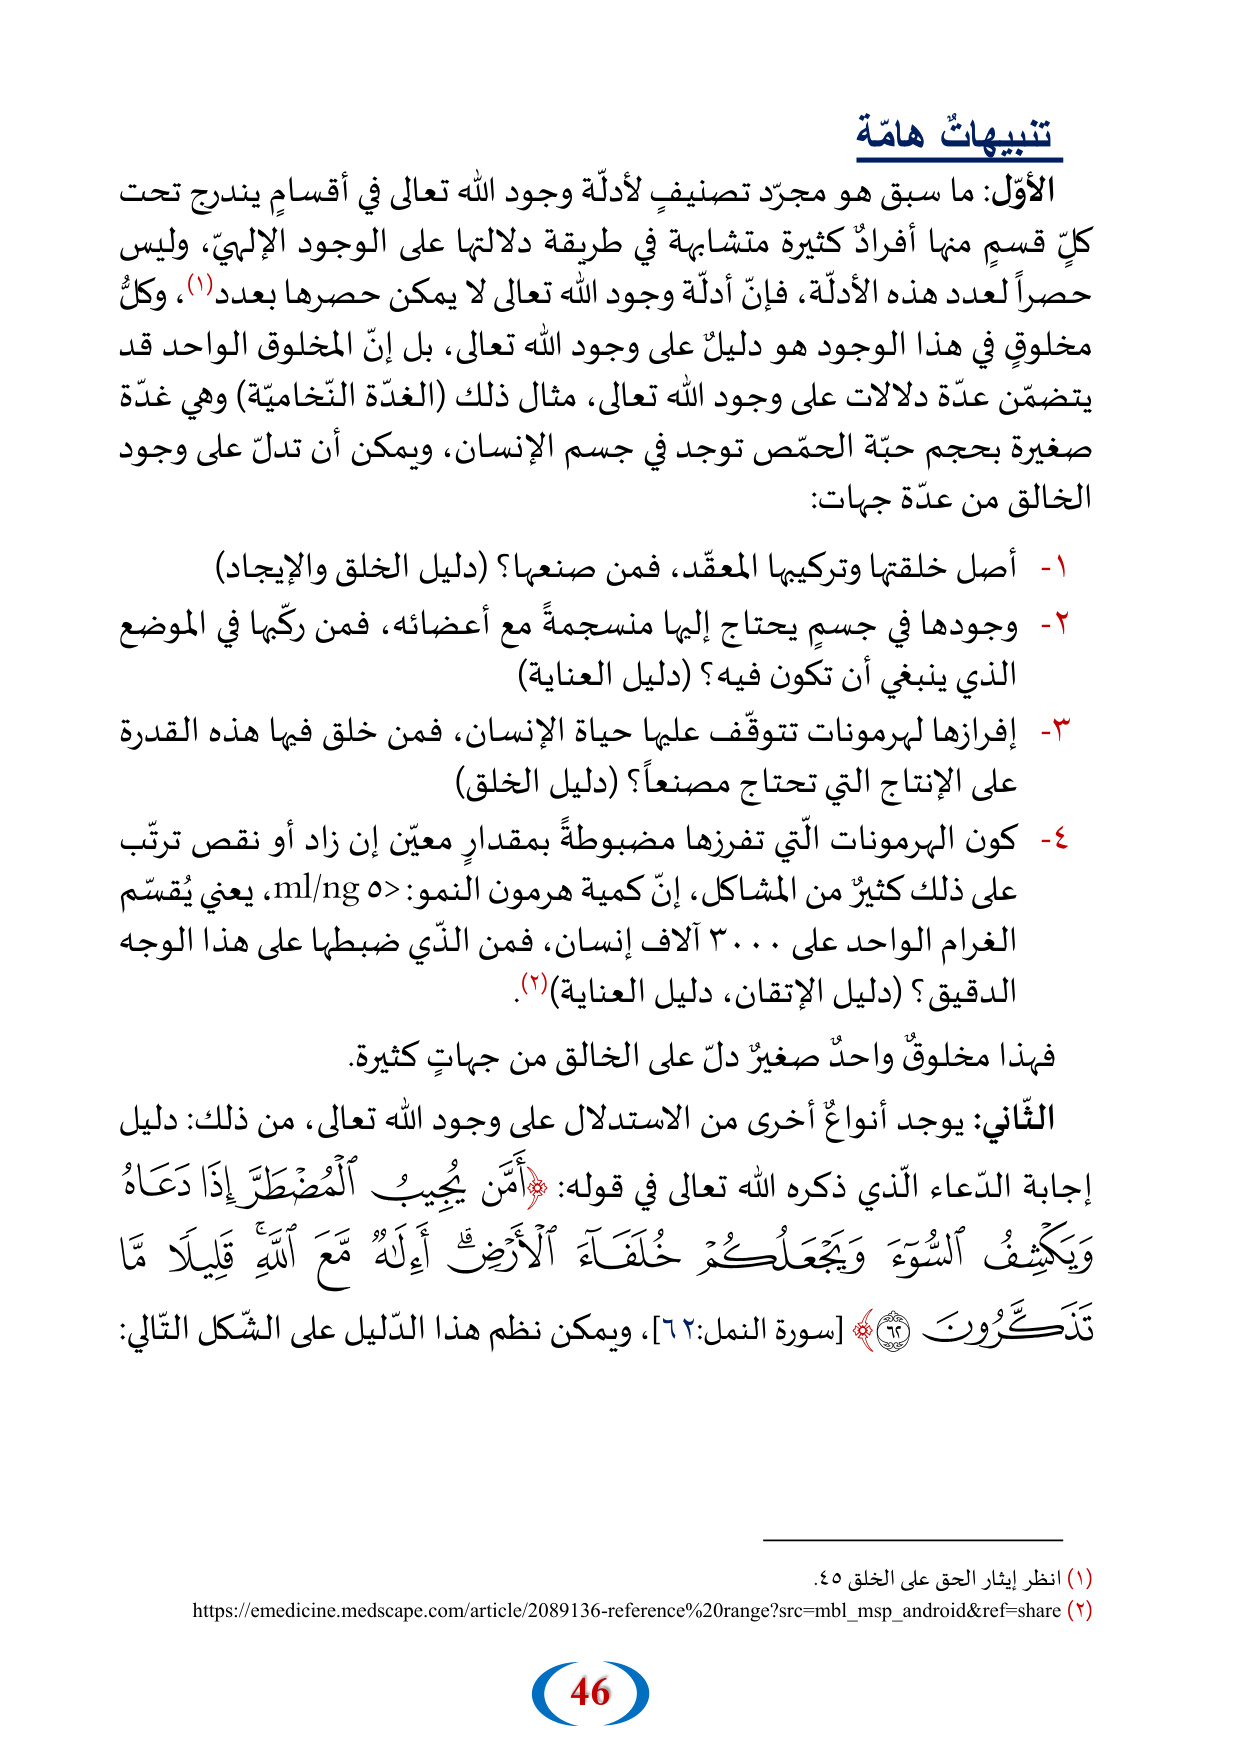 تنبيهاتٌ هامّة
الأوّل: ما سبق هو مجرّد تصنيفٍ لأدلّة وجود الله تعالى في أقسامٍ يندرج تحت
كلّ قسمٍ منها أفرادٌ كثيرة متشابهة في طريقة دلالتها على الوجود الإلهيّ، وليس
حصراً لعدد هذه الأدلّة، فإنّ أدلّة وجود الله تعالى لا يمكن حصرها بعدد(١)، وكلُّ
مخلوقٍ في هذا الوجود هو دليلٌ على وجود الله تعالى، بل إنّ المخلوق الواحد قد
يتضمّن عدّة دلالات على وجود الله تعالى، مثال ذلك (الغدّة النّخاميّة) وهي غدّة
صغيرة بحجم حبّة الحمّص توجد في جسم الإنسان، ويمكن أن تدلّ على وجود
الخالق من عدّة جهات:
١- أصل خلقتها وتركيبها المعقّد، فمن صنعها؟ (دليل الخلق والإيجاد)
٢- وجودها في جسمٍ يحتاج إليها منسجمةً مع أعضائه، فمن ركّبها في الموضع
الذي ينبغي أن تكون فيه؟ (دليل العناية)
٣- إفرازها لهرمونات تتوقّف عليها حياة الإنسان، فمن خلق فيها هذه القدرة
على الإنتاج التي تحتاج مصنعاً؟ (دليل الخلق)
٤- كون الهرمونات الّتي تفرزها مضبوطةً بمقدارٍ معيّن إن زاد أو نقص ترتّب
على ذلك كثيرٌ من المشاكل، إنّ كمية هرمون النمو: <٥ ml/ng، يعني يُقسّم
الغرام الواحد على ٣٠٠٠ آلاف إنسان، فمن الذّي ضبطها على هذا الوجه
الدقيق؟ (دليل الإتقان، دليل العناية)(٢).
فهذا مخلوقٌ واحدٌ صغيرٌ دلّ على الخالق من جهاتٍ كثيرة.
الثّاني: يوجد أنواعٌ أخرى من الاستدلال على وجود الله تعالى، من ذلك: دليل
إجابة الدّعاء الّذي ذكره الله تعالى في قوله: ﴿أَمَّن يُجِيبُ ٱلۡمُضۡطَرَّ إِذَا دَعَاهُ
وَيَكۡشِفُ ٱلسُّوٓءَ وَيَجۡعَلُكُمۡ خُلَفَآءَ ٱلۡأَرۡضِۗ أَءِلَٰهٞ مَّعَ ٱللَّهِۚ قَلِيلٗا مَّا
تَذَكَّرُونَ ٦٢﴾ [سورة النمل:٦٢]، ويمكن نظم هذا الدّليل على الشّكل التّالي:
(١) انظر إيثار الحق على الخلق ٤٥.
(٢) https://emedicine.medscape.com/article/2089136-reference%20range?src=mbl_msp_android&ref=share
46